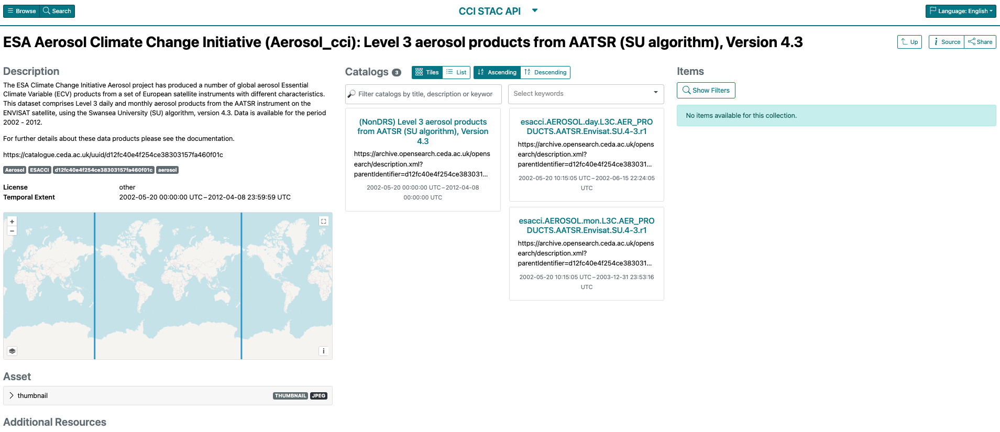 Browse
Search
CCI STAC API
Language: English
ESA Aerosol Climate Change Initiative (Aerosol_cci): Level 3 aerosol products from AATSR (SU algorithm), Version 4.3
Up
Source
Share
Description
The ESA Climate Change Initiative Aerosol project has produced a number of global aerosol Essential
Climate Variable (ECV) products from a set of European satellite instruments with different characteristics.
This dataset comprises Level 3 daily and monthly aerosol products from the AATSR instrument on the
ENVISAT satellite, using the Swansea University (SU) algorithm, version 4.3. Data is available for the period
2002 - 2012.
For further details about these data products please see the documentation.
https://catalogue.ceda.ac.uk/uuid/d12fc40e4f254ce38303157fa460f01c
Aerosol ESACCI d12fc40e4f254ce38303157fa460f01c aerosol
License other
Temporal Extent 2002-05-20 00:00:00 UTC – 2012-04-08 23:59:59 UTC
+
−
i
Asset
thumbnail THUMBNAIL JPEG
Additional Resources
Catalogs 3
Tiles
List
Ascending
Descending
Filter catalogs by title, description or keywor
Select keywords
(NonDRS) Level 3 aerosol products
from AATSR (SU algorithm), Version
4.3
https://archive.opensearch.ceda.ac.uk/opens
earch/description.xml?
parentIdentifier=d12fc40e4f254ce383031...
2002-05-20 00:00:00 UTC – 2012-04-08
00:00:00 UTC
esacci.AEROSOL.day.L3C.AER_PRO
DUCTS.AATSR.Envisat.SU.4-3.r1
https://archive.opensearch.ceda.ac.uk/opens
earch/description.xml?
parentIdentifier=d12fc40e4f254ce383031...
2002-05-20 10:15:05 UTC – 2002-06-15 22:24:05
UTC
esacci.AEROSOL.mon.L3C.AER_PRO
DUCTS.AATSR.Envisat.SU.4-3.r1
https://archive.opensearch.ceda.ac.uk/opens
earch/description.xml?
parentIdentifier=d12fc40e4f254ce383031...
2002-05-20 10:15:05 UTC – 2003-12-31 23:53:16
UTC
Items
Show Filters
No items available for this collection.